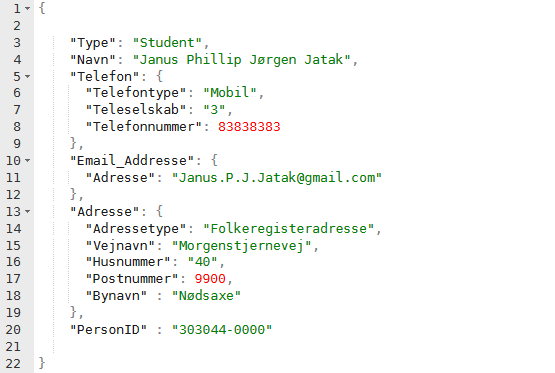 1 {
2
3 "Type": "Student",
4 "Navn": "Janus Phillip Jørgen Jatak",
5 "Telefon": {
6 "Telefontype": "Mobil",
7 "Teleselskab": "3",
8 "Telefonnummer": 83838383
9 },
10 "Email_Addresse": {
11 "Adresse": "Janus.P.J.Jatak@gmail.com"
12 },
13 "Adresse": {
14 "Adressetype": "Folkeregisteradresse",
15 "Vejnavn": "Morgenstjernevej",
16 "Husnummer": "40",
17 "Postnummer": 9900,
18 "Bynavn" : "Nødsaxe"
19 },
20 "PersonID" : "303044-0000"
21
22 }